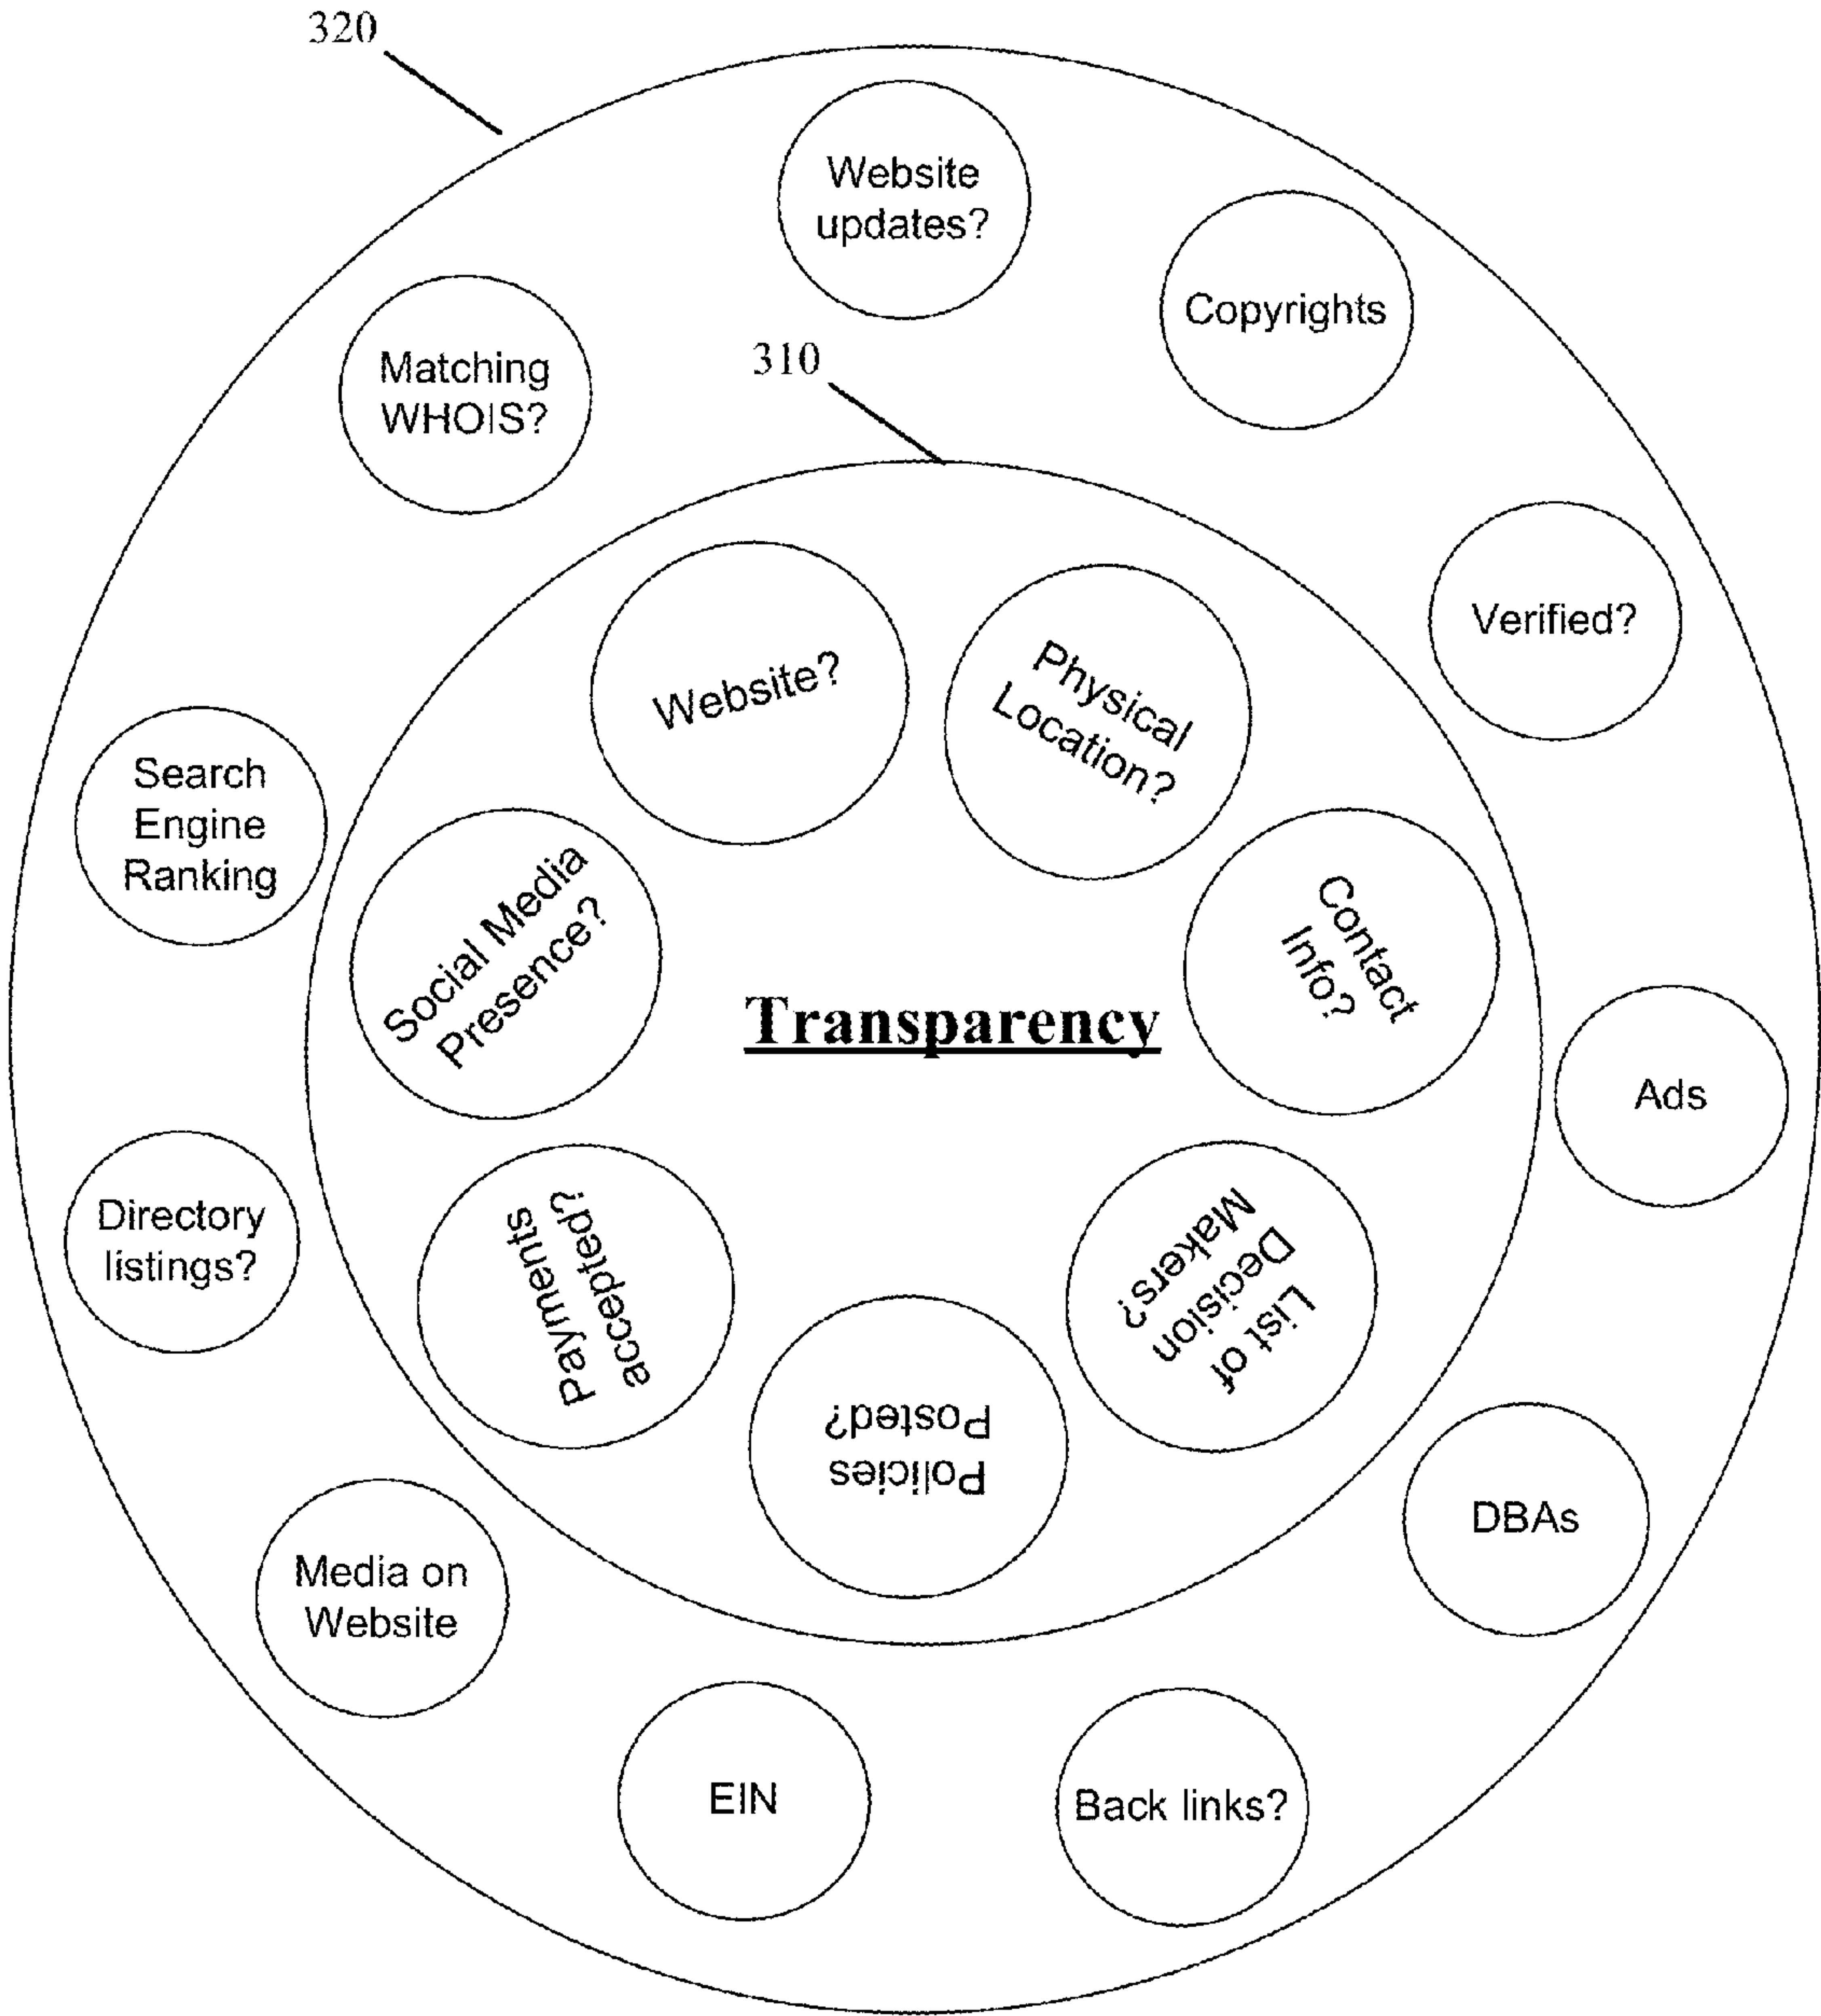 320
Website
updates?
Copyrights
Matching
WHOIS?
310
Verified?
Website?
Physical
Location?
Search
Engine
Ranking
Social Media
Presence?
Contact
Info?
Transparency
Ads
Directory
listings?
Payments
accepted?
List of
Decision
Makers?
Policies
Posted?
DBAs
Media on
Website
EIN
Back links?